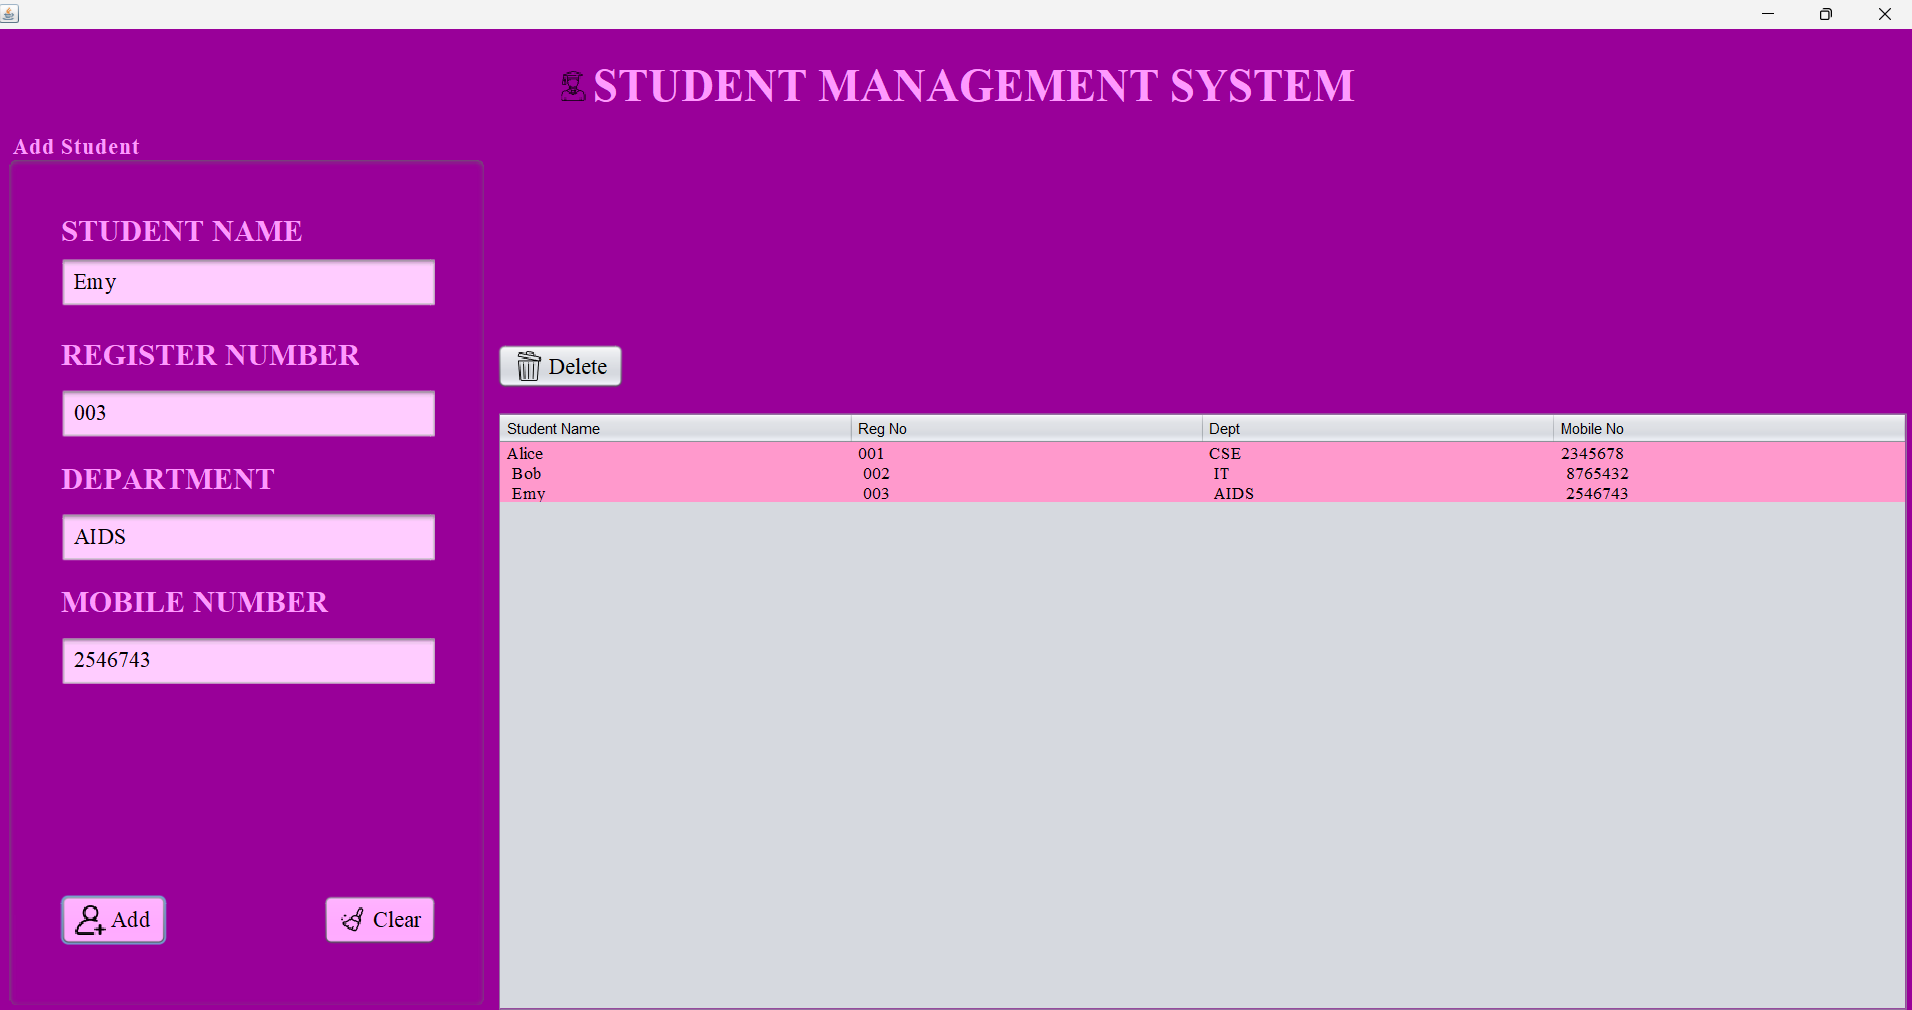 STUDENT MANAGEMENT SYSTEM
Add Student
STUDENT NAME
Emy
REGISTER NUMBER
003
DEPARTMENT
AIDS
MOBILE NUMBER
2546743
Add Clear
Delete
Student Name Reg No Dept Mobile No
Alice 001 CSE 2345678
Bob 002 IT 8765432
Emy 003 AIDS 2546743